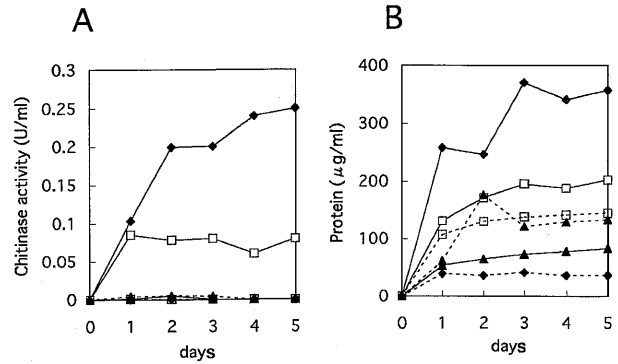 A
B
Chitinase activity (U/ml)
0.3
0.25
0.2
0.15
0.1
0.05
0
0 1 2 3 4 5
days
Protein (μg/ml)
400
300
200
100
0
0 1 2 3 4 5
days